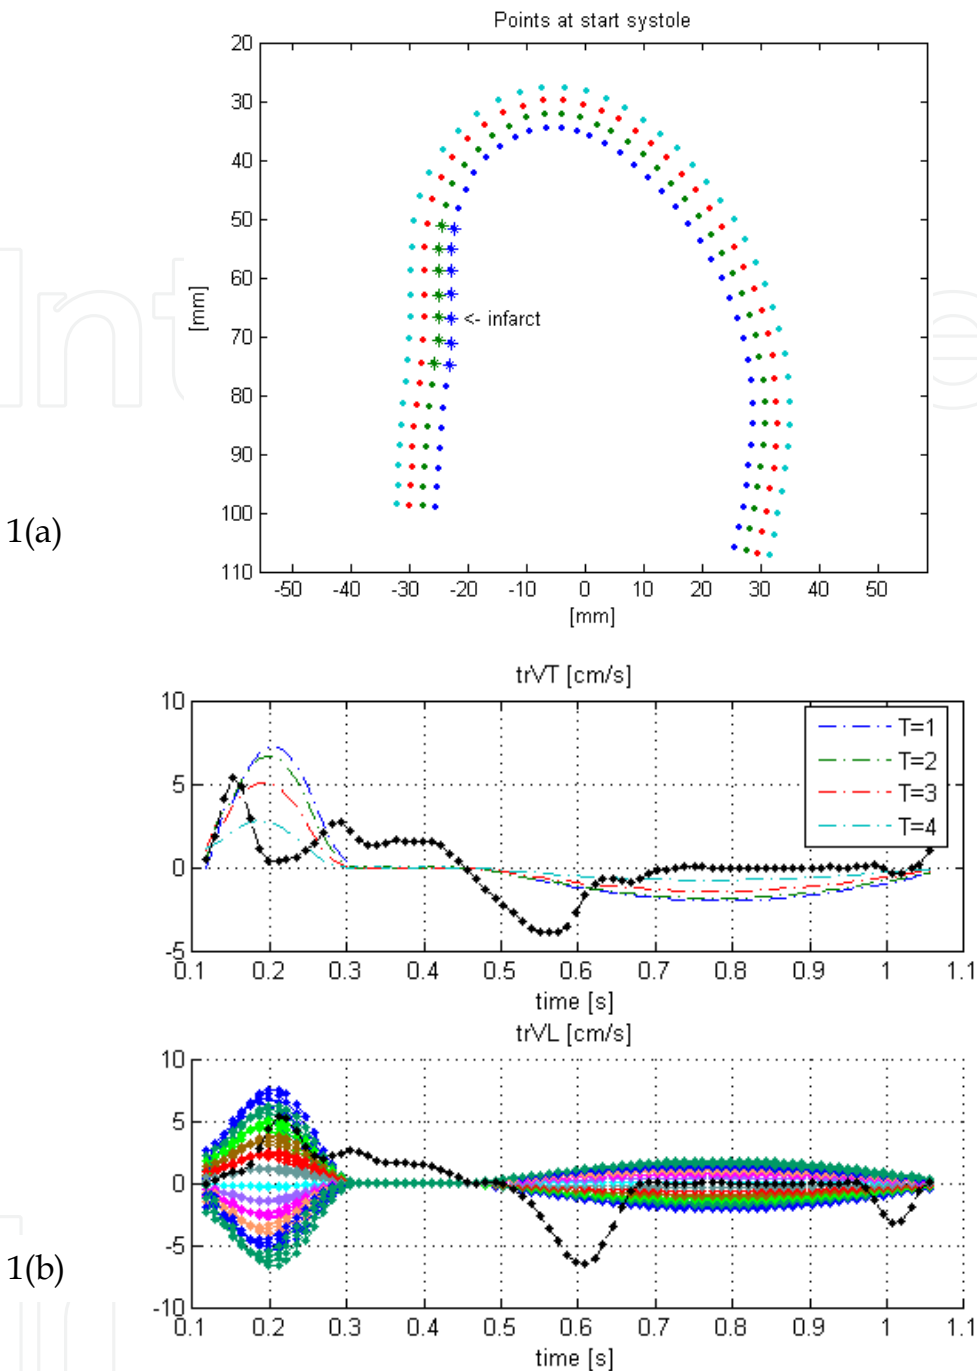 Points at start systole
20
30
40
50
60
70
80
90
100
110
[mm]
<- infarct
-50 -40 -30 -20 -10 0 10 20 30 40 50
[mm]
1(a)
trVT [cm/s]
10
5
0
-5
T=1
T=2
T=3
T=4
0.1 0.2 0.3 0.4 0.5 0.6 0.7 0.8 0.9 1 1.1
time [s]
trVL [cm/s]
10
5
0
-5
-10
0.1 0.2 0.3 0.4 0.5 0.6 0.7 0.8 0.9 1 1.1
time [s]
1(b)